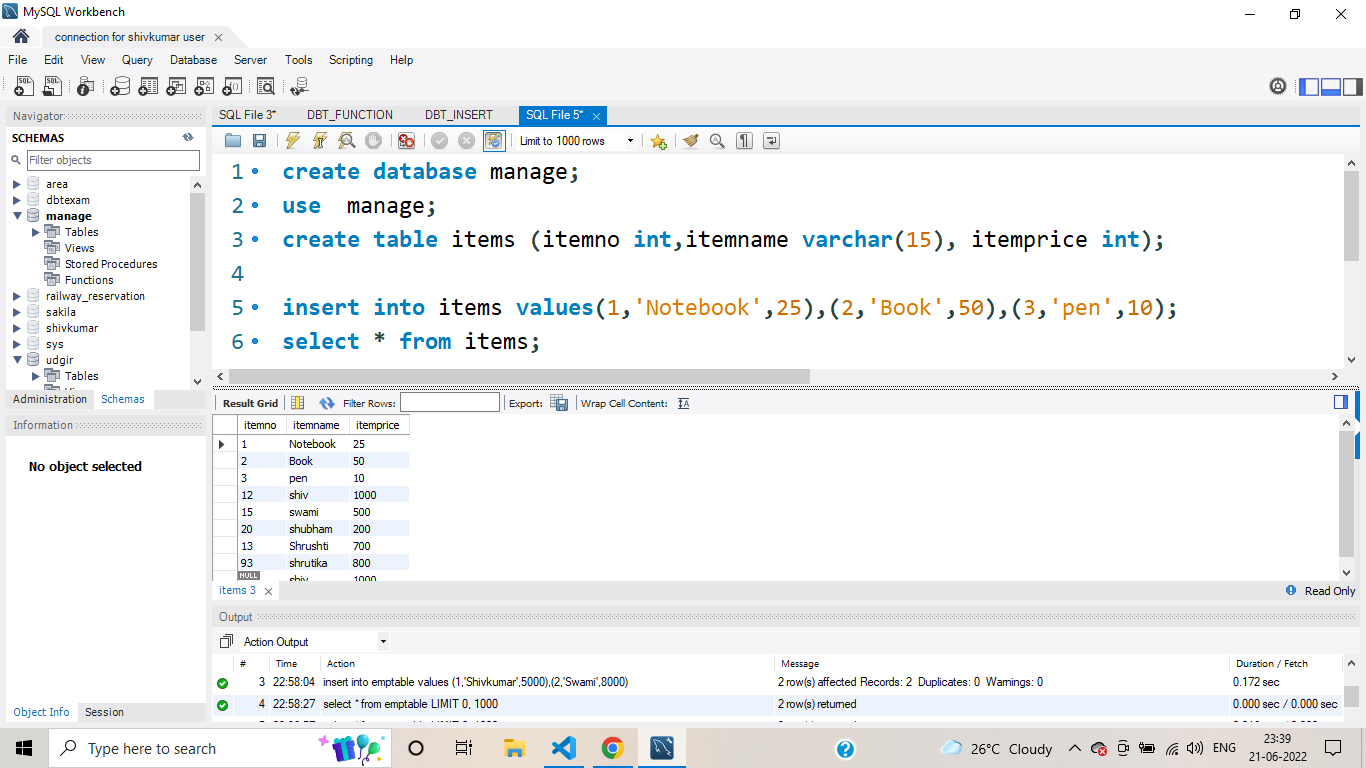 MySQL Workbench
connection for shivkumar user
File Edit View Query Database Server Tools Scripting Help
Navigator
SCHEMAS
Filter objects
area
dbtexam
manage
Tables
Views
Stored Procedures
Functions
railway_reservation
sakila
shivkumar
sys
udgir
Tables
Administration Schemas
Information
No object selected
Object Info Session
SQL File 3* DBT_FUNCTION DBT_INSERT SQL File 5*
Limit to 1000 rows
1 create database manage;
2 use  manage;
3 create table items (itemno int,itemname varchar(15), itemprice int);
4
5 insert into items values(1,'Notebook',25),(2,'Book',50),(3,'pen',10);
6 select * from items;
Result Grid Filter Rows: Export: Wrap Cell Content:
itemno itemname itemprice
1 Notebook 25
2 Book 50
3 pen 10
12 shiv 1000
15 swami 500
20 shubham 200
13 Shrushti 700
93 shrutika 800
NULL shiv 1000
items 3 Read Only
Output
Action Output
# Time Action Message Duration / Fetch
3 22:58:04 insert into emptable values (1,'Shivkumar',5000),(2,'Swami',8000) 2 row(s) affected Records: 2  Duplicates: 0  Warnings: 0 0.172 sec
4 22:58:27 select * from emptable LIMIT 0, 1000 2 row(s) returned 0.000 sec / 0.000 sec
Type here to search
26°C Cloudy ENG 23:39
21-06-2022